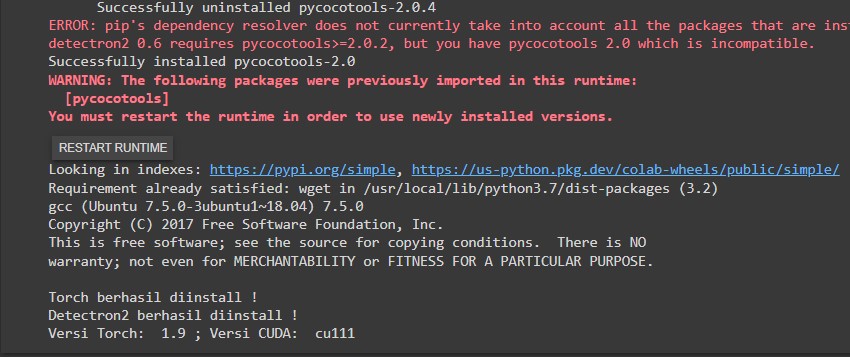 Successfully uninstalled pycocotools-2.0.4
ERROR: pip's dependency resolver does not currently take into account all the packages that are
detectron2 0.6 requires pycocotools>=2.0.2, but you have pycocotools 2.0 which is incompatible.
Successfully installed pycocotools-2.0
WARNING: The following packages were previously imported in this runtime:
[pycocotools]
You must restart the runtime in order to use newly installed versions.
RESTART RUNTIME
Looking in indexes: https://pypi.org/simple, https://us-python.pkg.dev/colab-wheels/public/simple/
Requirement already satisfied: wget in /usr/local/lib/python3.7/dist-packages (3.2)
gcc (Ubuntu 7.5.0-3ubuntu1~18.04) 7.5.0
Copyright (C) 2017 Free Software Foundation, Inc.
This is free software; see the source for copying conditions.  There is NO
warranty; not even for MERCHANTABILITY or FITNESS FOR A PARTICULAR PURPOSE.
Torch berhasil diinstall !
Detectron2 berhasil diinstall !
Versi Torch:  1.9 ; Versi CUDA:  cu111